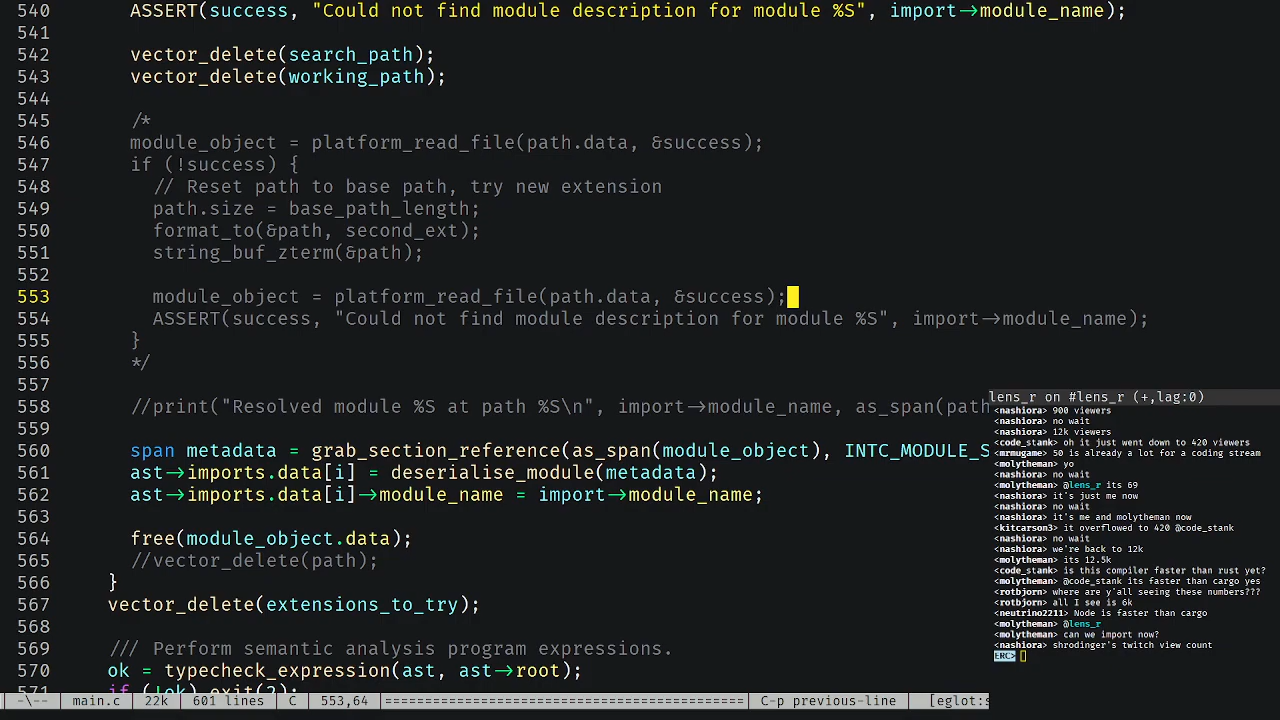 540 ASSERT(success, "Could not find module description for module %S", import→module_name);
541
542 vector_delete(search_path);
543 vector_delete(working_path);
544
545 /*
546 module_object = platform_read_file(path.data, &success);
547 if (!success) {
548 // Reset path to base path, try new extension
549 path.size = base_path_length;
550 format_to(&path, second_ext);
551 string_buf_zterm(&path);
552
553 module_object = platform_read_file(path.data, &success);
554 ASSERT(success, "Could not find module description for module %S", import→module_name);
555 }
556 */
557
558 //print("Resolved module %S at path %S\n", import→module_name, as_span(path
559
560 span metadata = grab_section_reference(as_span(module_object), INTC_MODULE_S
561 ast→imports.data[i] = deserialise_module(metadata);
562 ast→imports.data[i]→module_name = import→module_name;
563
564 free(module_object.data);
565 //vector_delete(path);
566 }
567 vector_delete(extensions_to_try);
568
569 /// Perform semantic analysis program expressions.
570 ok = typecheck_expression(ast, ast→root);
571 if (!ok) exit(2);
lens_r on #lens_r (+,lag:0)
<nashiora> 900 viewers
<nashiora> no wait
<nashiora> 12k viewers
<code_stank> oh it just went down to 420 viewers
<mrmugame> 50 is already a lot for a coding stream
<molytheman> yo
<nashiora> no wait
<molytheman> @lens_r its 69
<nashiora> it's just me now
<nashiora> no wait
<nashiora> it's me and molytheman now
<kitcarson3> it overflowed to 420 @code_stank
<nashiora> no wait
<nashiora> we're back to 12k
<molytheman> its 12.5k
<code_stank> is this compiler faster than rust yet?
<molytheman> @code_stank its faster than cargo yes
<rotbjorn> where are y'all seeing these numbers???
<rotbjorn> all I see is 6k
<neutrino2211> Node is faster than cargo
<molytheman> @lens_r
<molytheman> can we import now?
<nashiora> shrodinger's twitch view count
ERC>
-\-- main.c 22k 601 lines C 553,64 ======================================== C-p previous-line [eglot:s